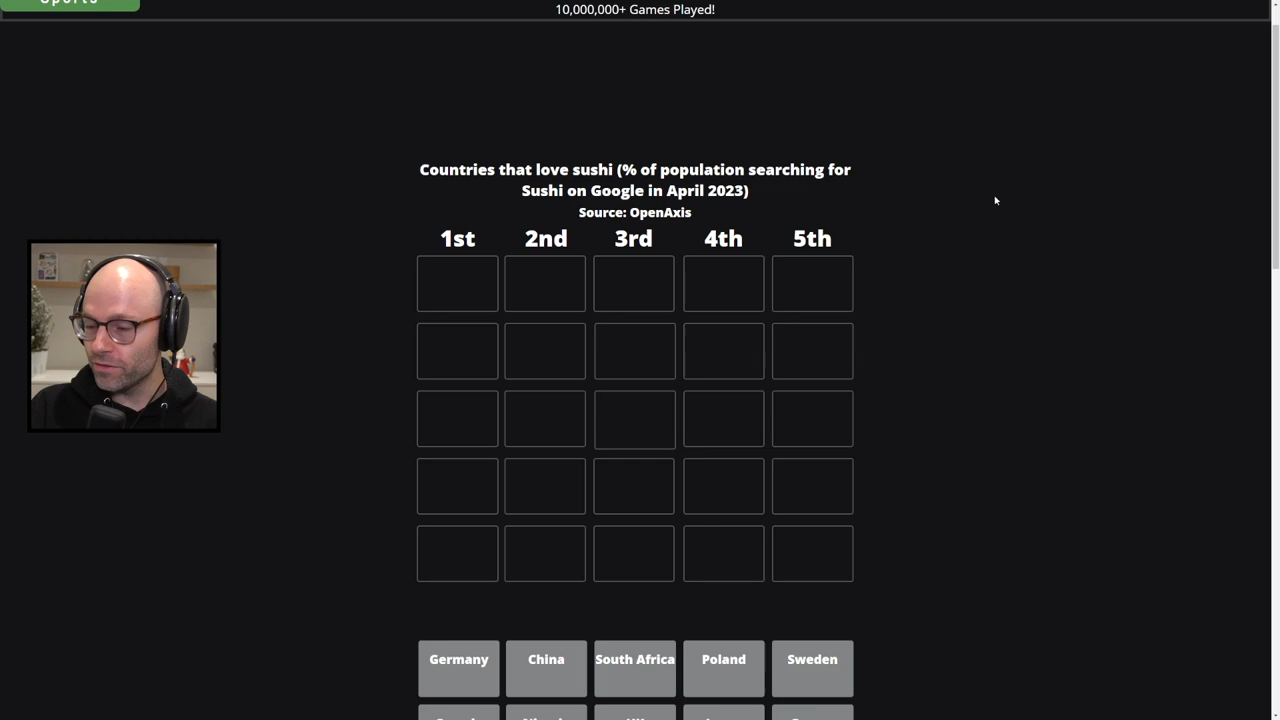 Sports
10,000,000+ Games Played!
Countries that love sushi (% of population searching for
Sushi on Google in April 2023)
Source: OpenAxis
1st 2nd 3rd 4th 5th
Germany China South Africa Poland Sweden